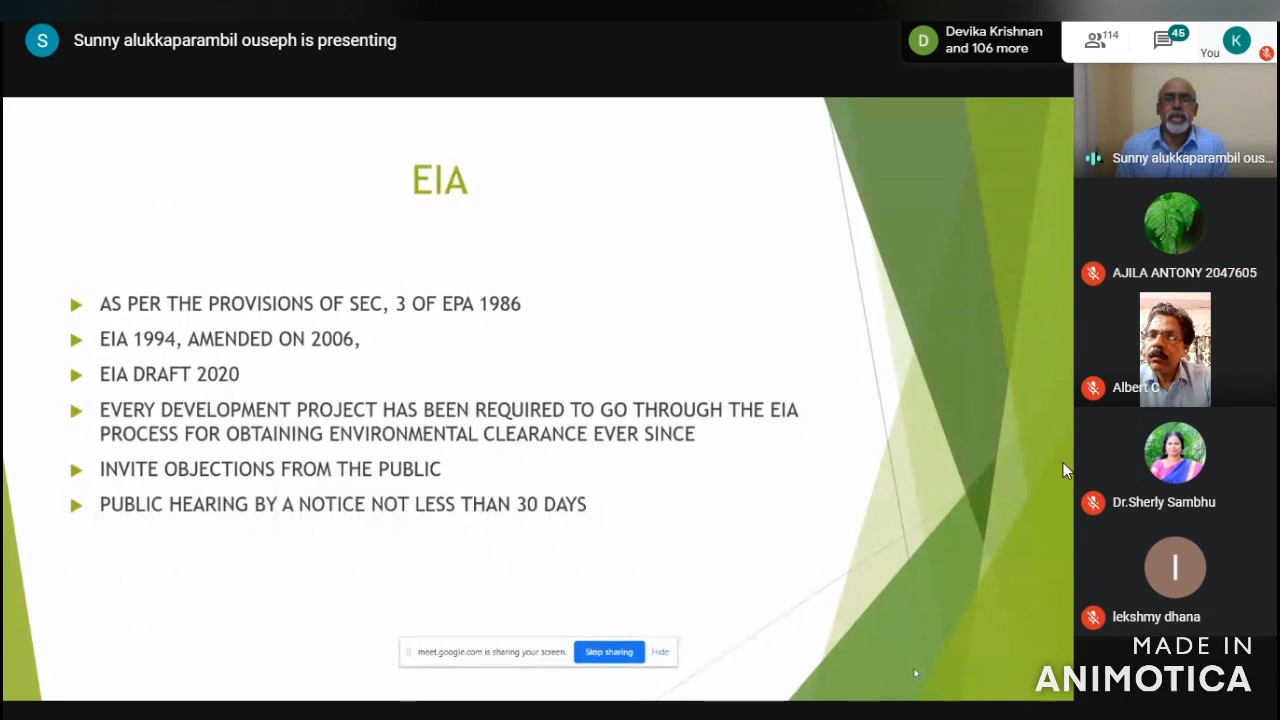 S
Sunny alukkaparambil ouseph is presenting
D
Devika Krishnan
and 106 more
114
45
You
K
EIA
AS PER THE PROVISIONS OF SEC, 3 OF EPA 1986
EIA 1994, AMENDED ON 2006,
EIA DRAFT 2020
EVERY DEVELOPMENT PROJECT HAS BEEN REQUIRED TO GO THROUGH THE EIA
PROCESS FOR OBTAINING ENVIRONMENTAL CLEARANCE EVER SINCE
INVITE OBJECTIONS FROM THE PUBLIC
PUBLIC HEARING BY A NOTICE NOT LESS THAN 30 DAYS
meet.google.com is sharing your screen.
Stop sharing
Hide
Sunny alukkaparambil ous...
AJILA ANTONY 2047605
Albert C
Dr.Sherly Sambhu
l
lekshmy dhana
MADE IN
ANIMOTICA